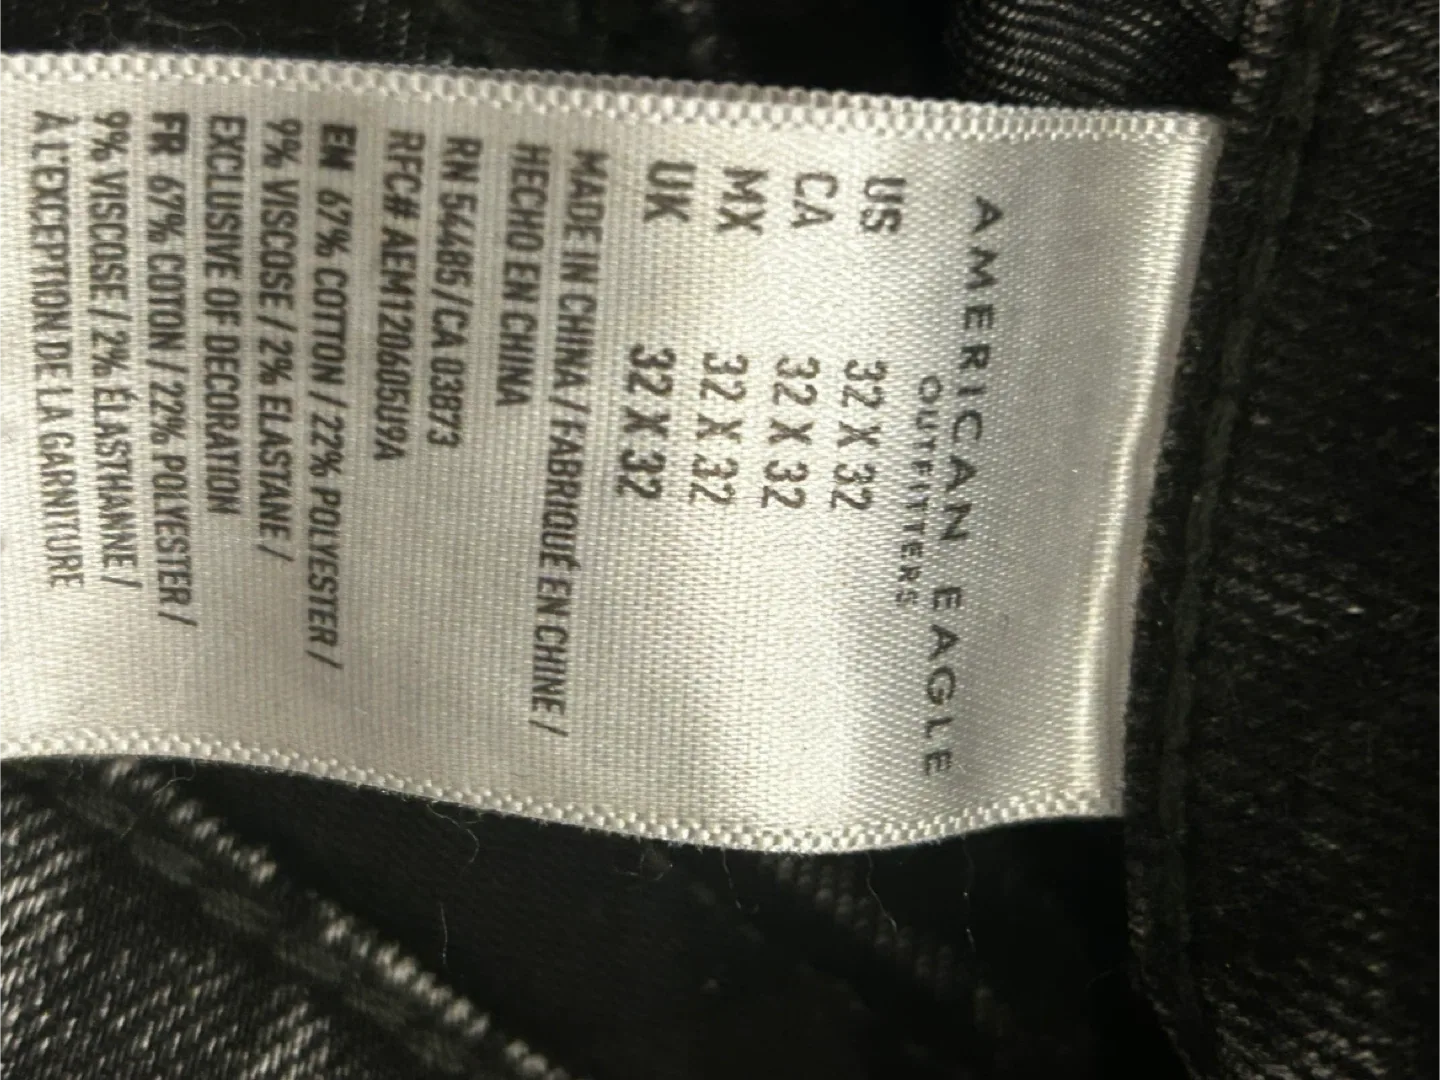 AMERICAN EAGLE
OUTFITTERS
US 32 X 32
CA 32 X 32
MX 32 X 32
UK 32 X 32
MADE IN CHINA / FABRIQUÉ EN CHINE /
HECHO EN CHINA
RN 54485 / CA 03873
RFC# AEM120605U9A
EN 67% COTTON / 22% POLYESTER /
9% VISCOSE / 2% ELASTANE /
EXCLUSIVE OF DECORATION
FR 67% COTON / 22% POLYESTER /
9% VISCOSE / 2% ÉLASTHANNE /
À L'EXCEPTION DE LA GARNITURE